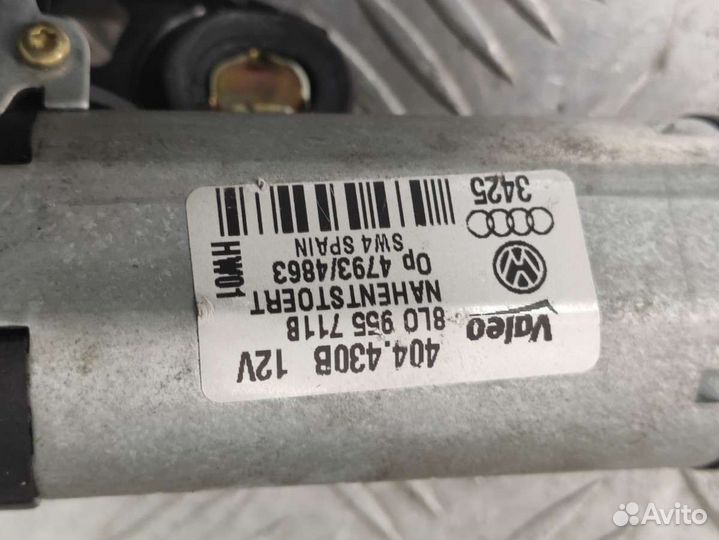 404.430B 12V
Valeo
8L0 955 711B
NAHENTSTOERT
Op 4793/4863
SW4 SPAIN
HW01
3425
Avito